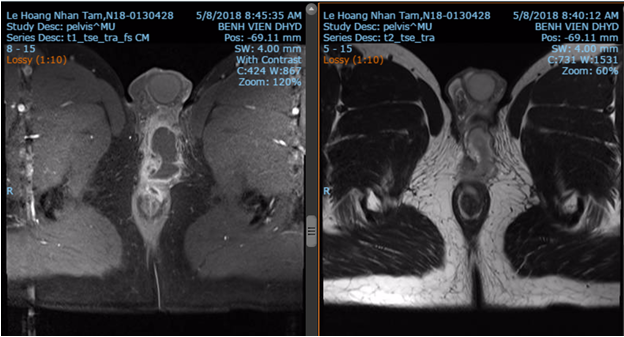 Le Hoang Nhan Tam,N18-0130428
Study Desc: pelvis^MU
Series Desc: t1_tse_tra_fs CM
8 - 15
Lossy (1:10)
5/8/2018 8:45:35 AM
BENH VIEN DHYD
Pos: -69.11 mm
SW: 4.00 mm
With Contrast
C:424 W:867
Zoom: 120%
R
Le Hoang Nhan Tam,N18-0130428
Study Desc: pelvis^MU
Series Desc: t2_tse_tra
5 - 15
Lossy (1:10)
5/8/2018 8:40:12 AM
BENH VIEN DHYD
Pos: -69.11 mm
SW: 4.00 mm
C:731 W:1531
Zoom: 60%
R